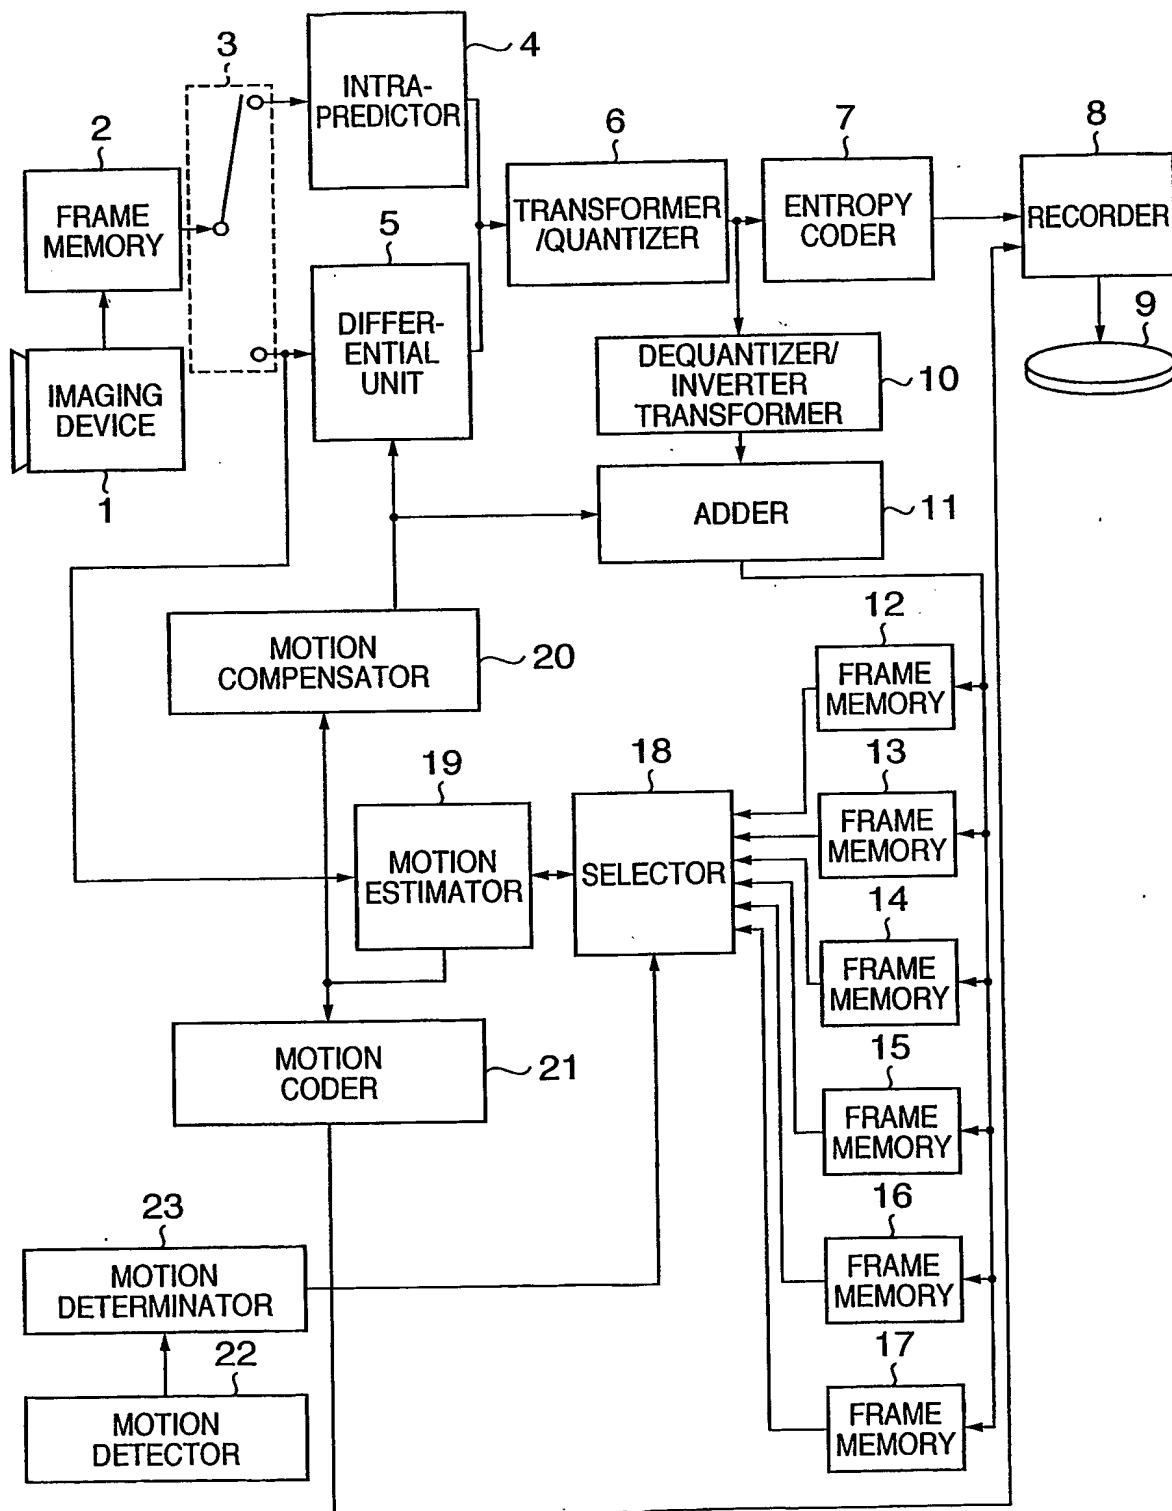 3
4
INTRA-
PREDICTOR
2
FRAME
MEMORY
5
DIFFER-
ENTIAL
UNIT
6
TRANSFORMER
/QUANTIZER
7
ENTROPY
CODER
8
RECORDER
9
IMAGING
DEVICE
1
DEQUANTIZER/
INVERTER
TRANSFORMER
10
ADDER
11
MOTION
COMPENSATOR
20
12
FRAME
MEMORY
13
FRAME
MEMORY
19
MOTION
ESTIMATOR
18
SELECTOR
14
FRAME
MEMORY
MOTION
CODER
21
15
FRAME
MEMORY
16
FRAME
MEMORY
23
MOTION
DETERMINATOR
22
MOTION
DETECTOR
17
FRAME
MEMORY